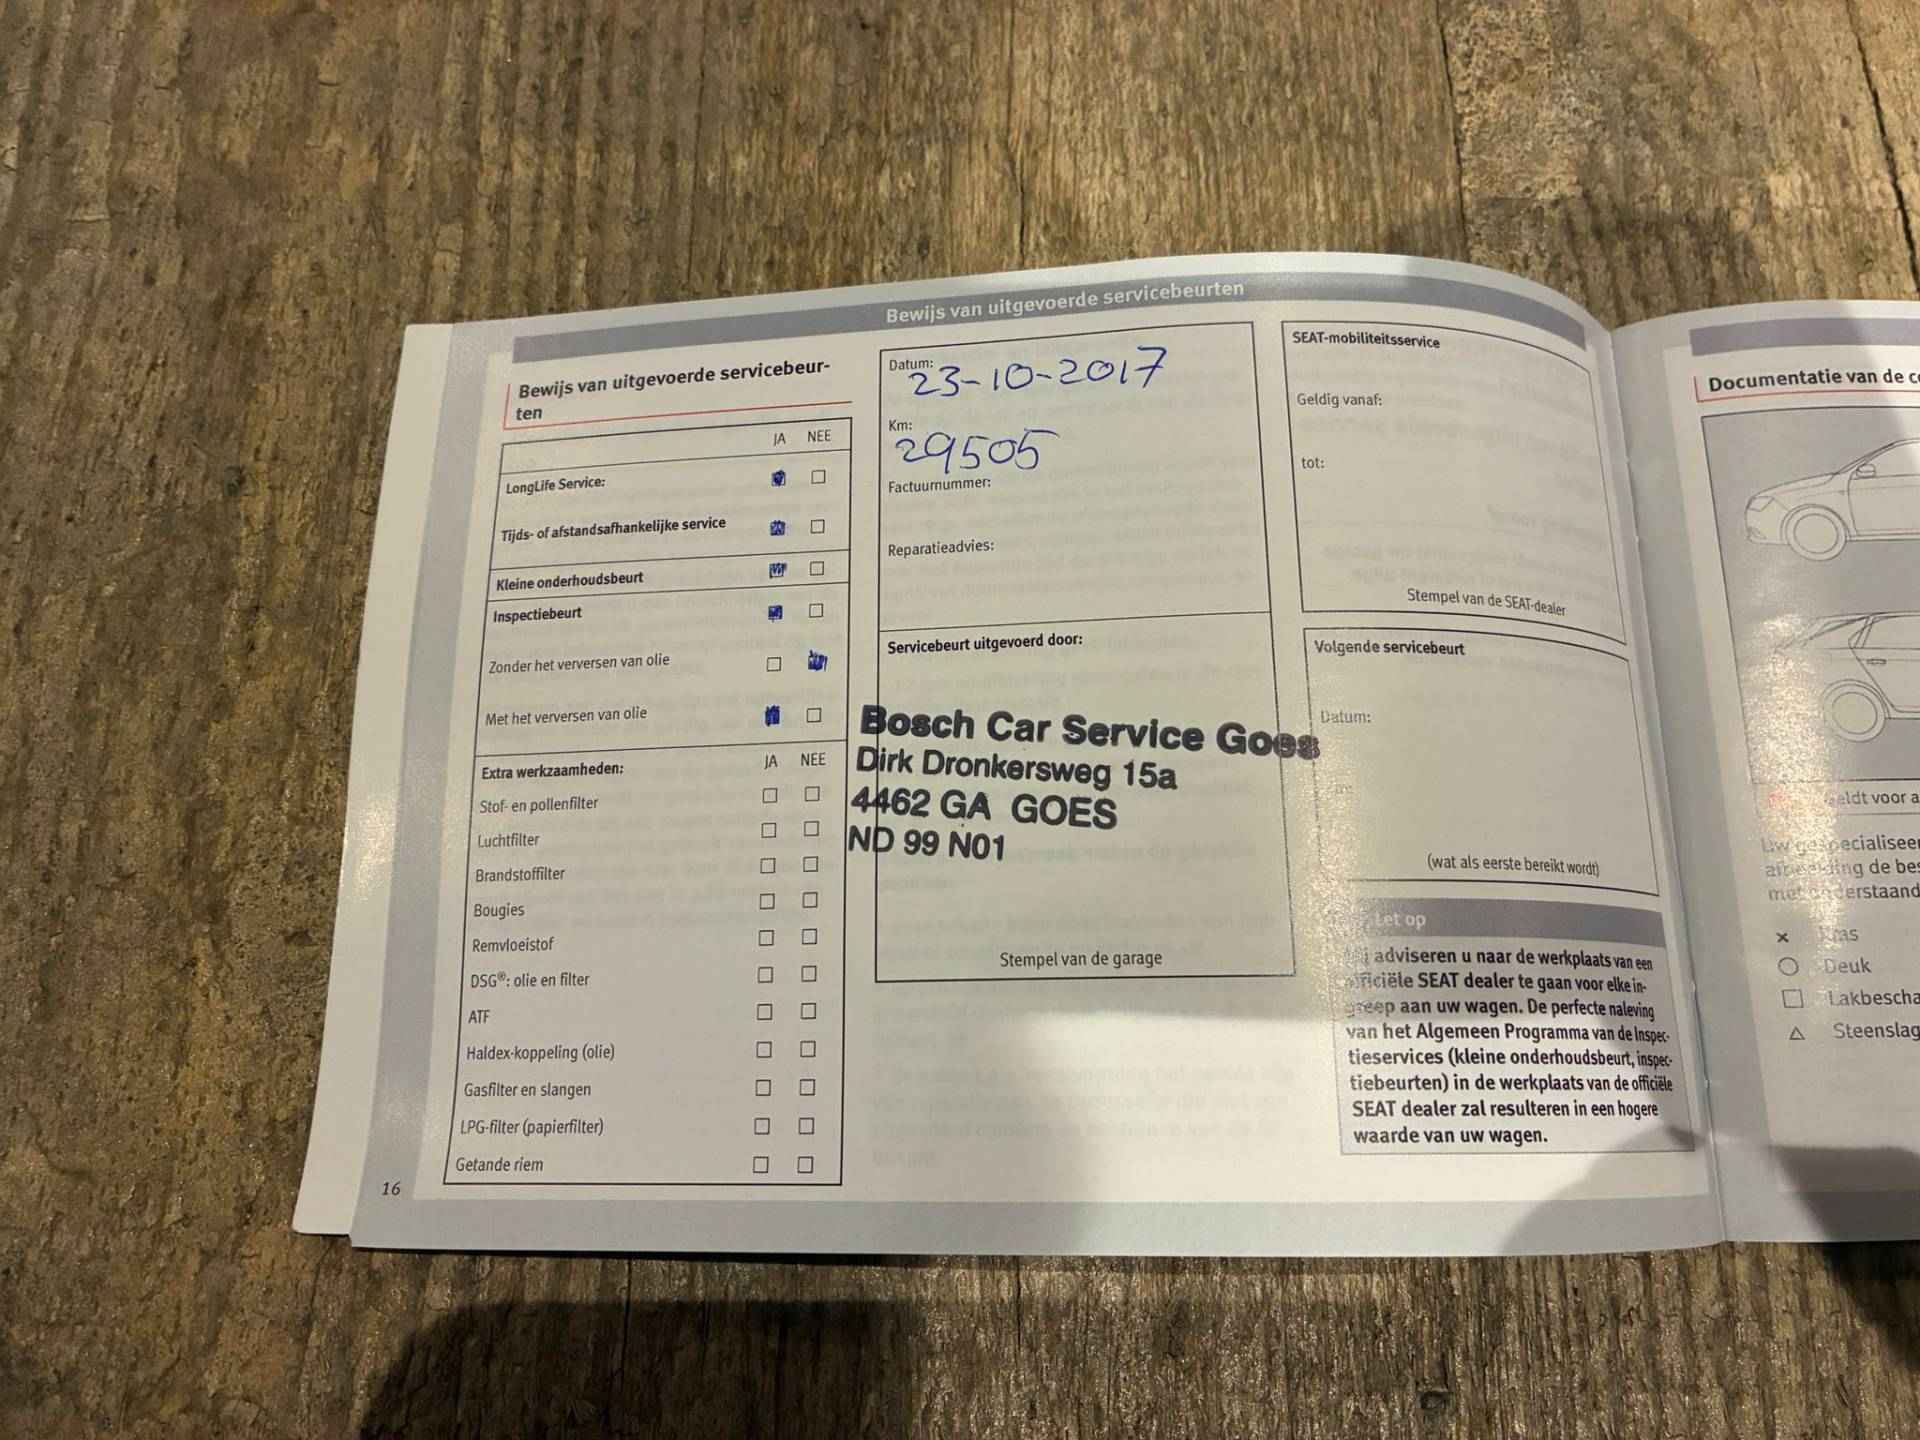 Bewijs van uitgevoerde servicebeurten
Bewijs van uitgevoerde servicebeur-
ten
JA NEE
LongLife Service:
Tijds- of afstandsafhankelijke service
Kleine onderhoudsbeurt
Inspectiebeurt
Zonder het verversen van olie
Met het verversen van olie
Extra werkzaamheden: JA NEE
Stof- en pollenfilter
Luchtfilter
Brandstoffilter
Bougies
Remvloeistof
DSG®: olie en filter
ATF
Haldex-koppeling (olie)
Gasfilter en slangen
LPG-filter (papierfilter)
Getande riem
16
Datum:
23-10-2017
Km:
29505
Factuurnummer:
Reparatieadvies:
Servicebeurt uitgevoerd door:
Bosch Car Service Goes
Dirk Dronkersweg 15a
4462 GA GOES
ND 99 N01
Stempel van de garage
SEAT-mobiliteitsservice
Geldig vanaf:
tot:
Stempel van de SEAT-dealer
Volgende servicebeurt
Datum:
(wat als eerste bereikt wordt)
Let op
adviseren u naar de werkplaats van een
officiële SEAT dealer te gaan voor elke in-
greep aan uw wagen. De perfecte naleving
van het Algemeen Programma van de Inspec-
tieservices (kleine onderhoudsbeurt, inspec-
tiebeurten) in de werkplaats van de officiële
SEAT dealer zal resulteren in een hogere
waarde van uw wagen.
Documentatie van de
voor
Uw
de
met
Kras
Deuk
Lakbescha
Steenslag